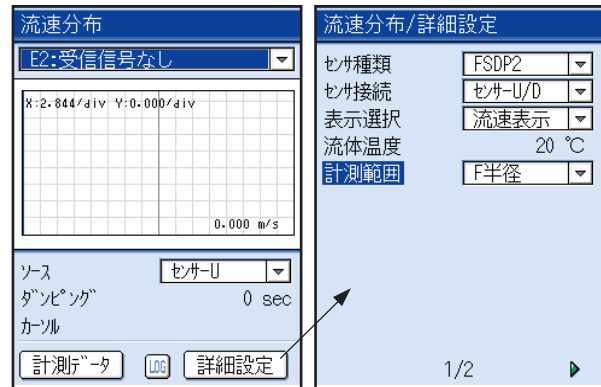 流速分布
E2:受信信号なし
X:2.844/div Y:0.000/div
0.000 m/s
ソース ｾﾝｻｰU
ﾀﾞﾝﾋﾟﾝｸﾞ 0 sec
ｶｰｿﾙ
計測ﾃﾞｰﾀ LOG 詳細設定
流速分布/詳細設定
ｾﾝｻ種類 FSDP2
ｾﾝｻ接続 ｾﾝｻｰU/D
表示選択 流速表示
流体温度 20 ℃
計測範囲 F半径
1/2